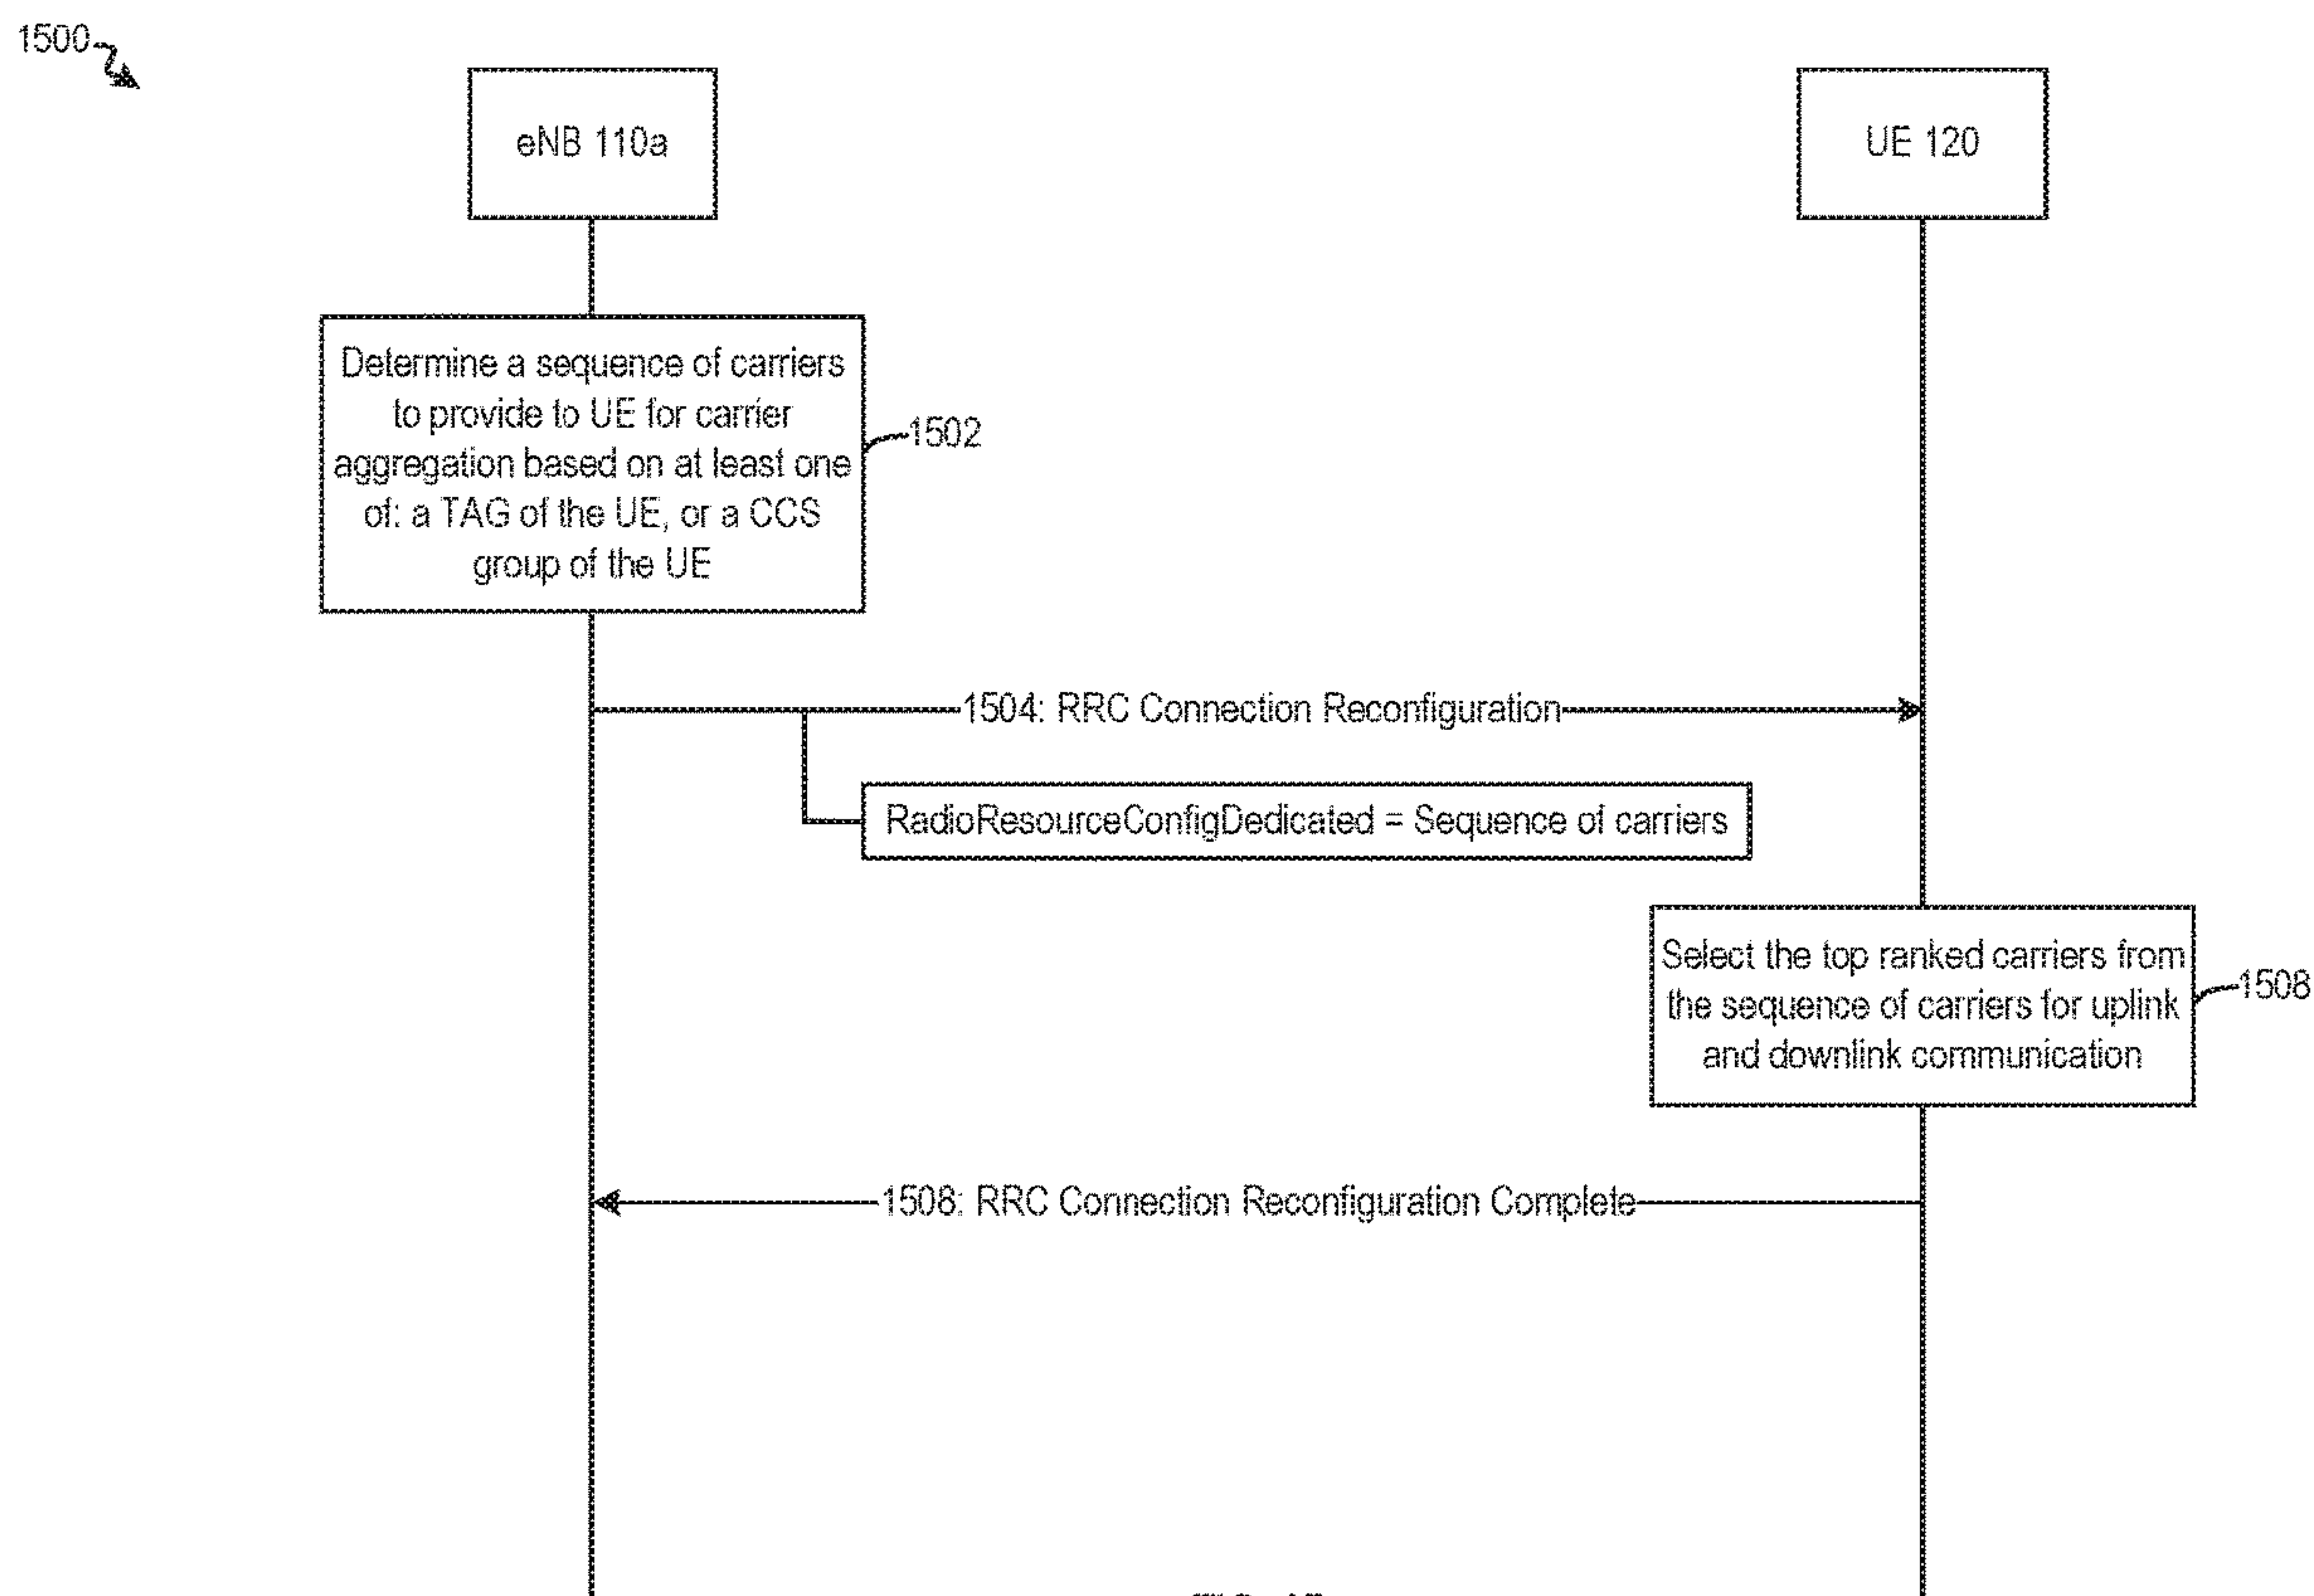 1500
eNB 110a
UE 120
Determine a sequence of carriers
to provide to UE for carrier
aggregation based on at least one
of: a TAG of the UE, or a CCS
group of the UE
1502
1504: RRC Connection Reconfiguration
RadioResourceConfigDedicated = Sequence of carriers
Select the top ranked carriers from
the sequence of carriers for uplink
and downlink communication
1508
1508: RRC Connection Reconfiguration Complete